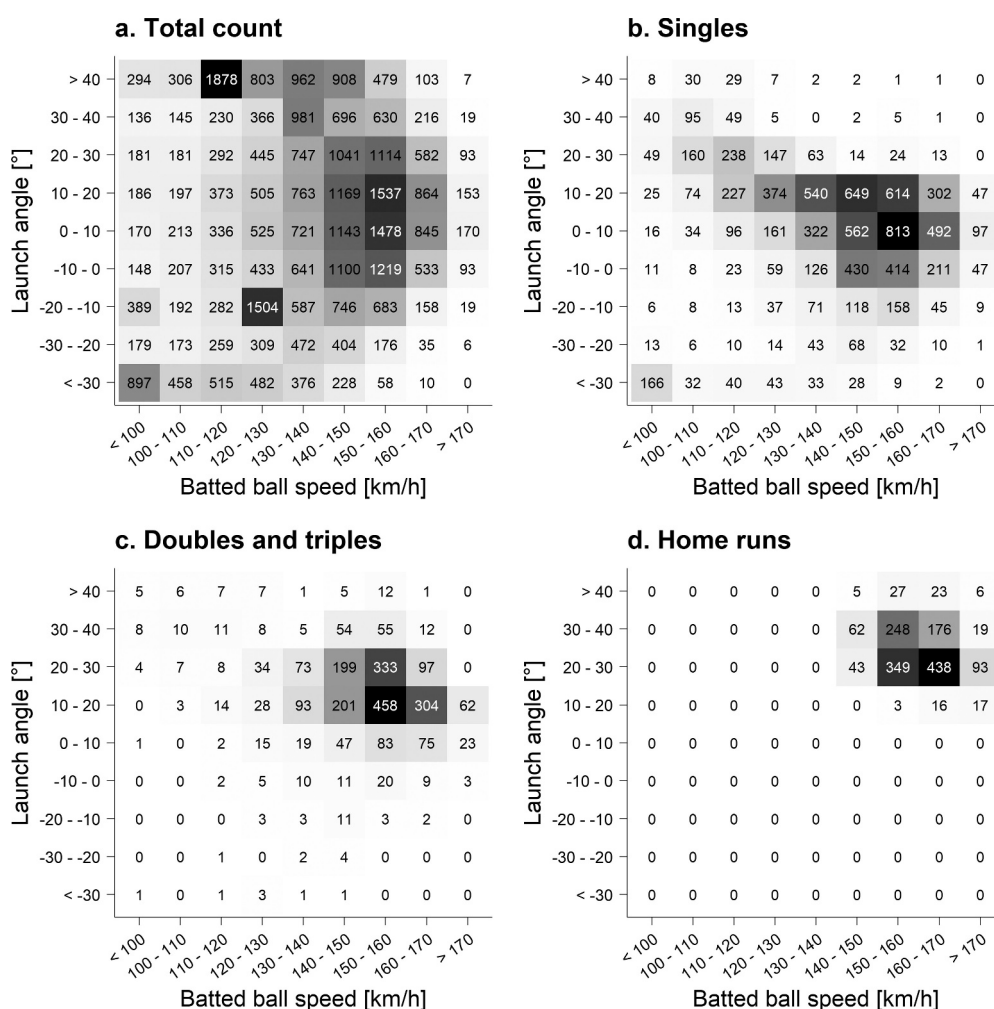 a. Total count
Launch angle [°]
> 40 294 306 1878 803 962 908 479 103 7
30 - 40 136 145 230 366 981 696 630 216 19
20 - 30 181 181 292 445 747 1041 1114 582 93
10 - 20 186 197 373 505 763 1169 1537 864 153
0 - 10 170 213 336 525 721 1143 1478 845 170
-10 - 0 148 207 315 433 641 1100 1219 533 93
-20 - -10 389 192 282 1504 587 746 683 158 19
-30 - -20 179 173 259 309 472 404 176 35 6
< -30 897 458 515 482 376 228 58 10 0
< 100 100 - 110 110 - 120 120 - 130 130 - 140 140 - 150 150 - 160 160 - 170 > 170
Batted ball speed [km/h]
b. Singles
Launch angle [°]
> 40 8 30 29 7 2 2 1 1 0
30 - 40 40 95 49 5 0 2 5 1 0
20 - 30 49 160 238 147 63 14 24 13 0
10 - 20 25 74 227 374 540 649 614 302 47
0 - 10 16 34 96 161 322 562 813 492 97
-10 - 0 11 8 23 59 126 430 414 211 47
-20 - -10 6 8 13 37 71 118 158 45 9
-30 - -20 13 6 10 14 43 68 32 10 1
< -30 166 32 40 43 33 28 9 2 0
< 100 100 - 110 110 - 120 120 - 130 130 - 140 140 - 150 150 - 160 160 - 170 > 170
Batted ball speed [km/h]
c. Doubles and triples
Launch angle [°]
> 40 5 6 7 7 1 5 12 1 0
30 - 40 8 10 11 8 5 54 55 12 0
20 - 30 4 7 8 34 73 199 333 97 0
10 - 20 0 3 14 28 93 201 458 304 62
0 - 10 1 0 2 15 19 47 83 75 23
-10 - 0 0 0 2 5 10 11 20 9 3
-20 - -10 0 0 0 3 3 11 3 2 0
-30 - -20 0 0 1 0 2 4 0 0 0
< -30 1 0 1 3 1 1 0 0 0
< 100 100 - 110 110 - 120 120 - 130 130 - 140 140 - 150 150 - 160 160 - 170 > 170
Batted ball speed [km/h]
d. Home runs
Launch angle [°]
> 40 0 0 0 0 0 5 27 23 6
30 - 40 0 0 0 0 0 62 248 176 19
20 - 30 0 0 0 0 0 43 349 438 93
10 - 20 0 0 0 0 0 0 3 16 17
0 - 10 0 0 0 0 0 0 0 0 0
-10 - 0 0 0 0 0 0 0 0 0 0
-20 - -10 0 0 0 0 0 0 0 0 0
-30 - -20 0 0 0 0 0 0 0 0 0
< -30 0 0 0 0 0 0 0 0 0
< 100 100 - 110 110 - 120 120 - 130 130 - 140 140 - 150 150 - 160 160 - 170 > 170
Batted ball speed [km/h]